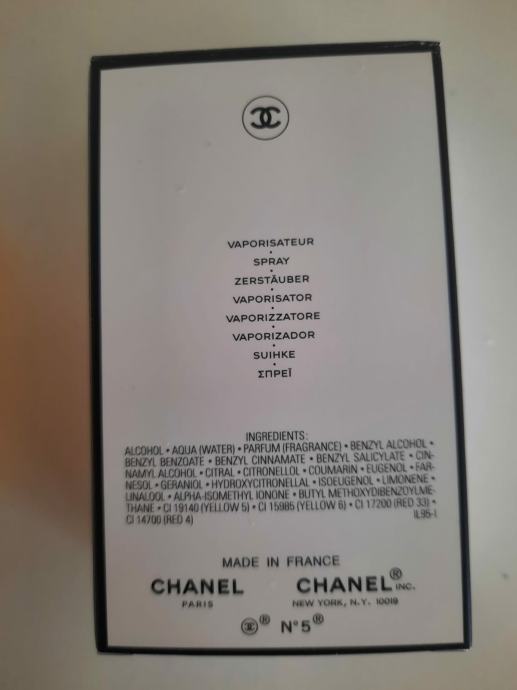 VAPORISATEUR
•
SPRAY
•
ZERSTÄUBER
•
VAPORISATOR
•
VAPORIZZATORE
•
VAPORIZADOR
•
SUIHKE
•
ΣΠΡΕΪ
INGREDIENTS:
ALCOHOL • AQUA (WATER) • PARFUM (FRAGRANCE) • BENZYL ALCOHOL •
BENZYL BENZOATE • BENZYL CINNAMATE • BENZYL SALICYLATE • CIN-
NAMYL ALCOHOL • CITRAL • CITRONELLOL • COUMARIN • EUGENOL • FAR-
NESOL • GERANIOL • HYDROXYCITRONELLAL • ISOEUGENOL • LIMONENE •
LINALOOL • ALPHA-ISOMETHYL IONONE • BUTYL METHOXYDIBENZOYLME-
THANE • CI 19140 (YELLOW 5) • CI 15985 (YELLOW 6) • CI 17200 (RED 33) •
CI 14700 (RED 4) IL95-I
MADE IN FRANCE
CHANEL CHANEL® INC.
PARIS NEW YORK, N.Y. 10019
® N°5®